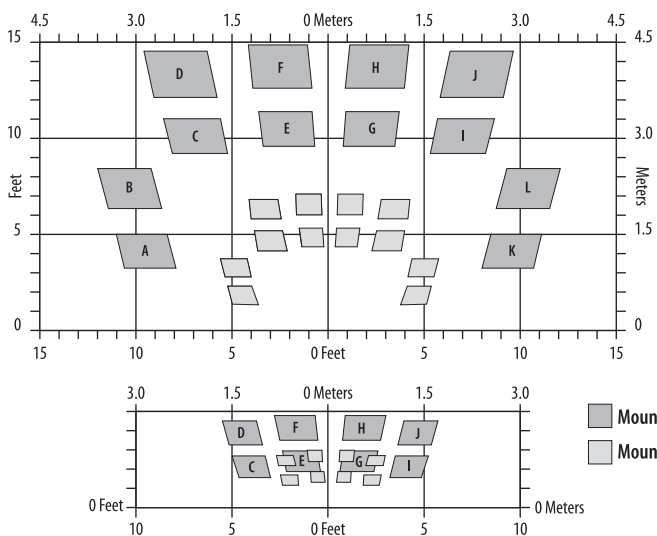 4.5 3.0 1.5 0 Meters 1.5 3.0 4.5
15 4.5
D F H J
10 C E G I 3.0
Feet
Meters
B L
5 1.5
A K
0 0
15 10 5 0 Feet 5 10 15
3.0 1.5 0 Meters 1.5 3.0
D F H J
Moun
C E G I
Moun
0 Feet 0 Meters
10 5 0 Feet 5 10